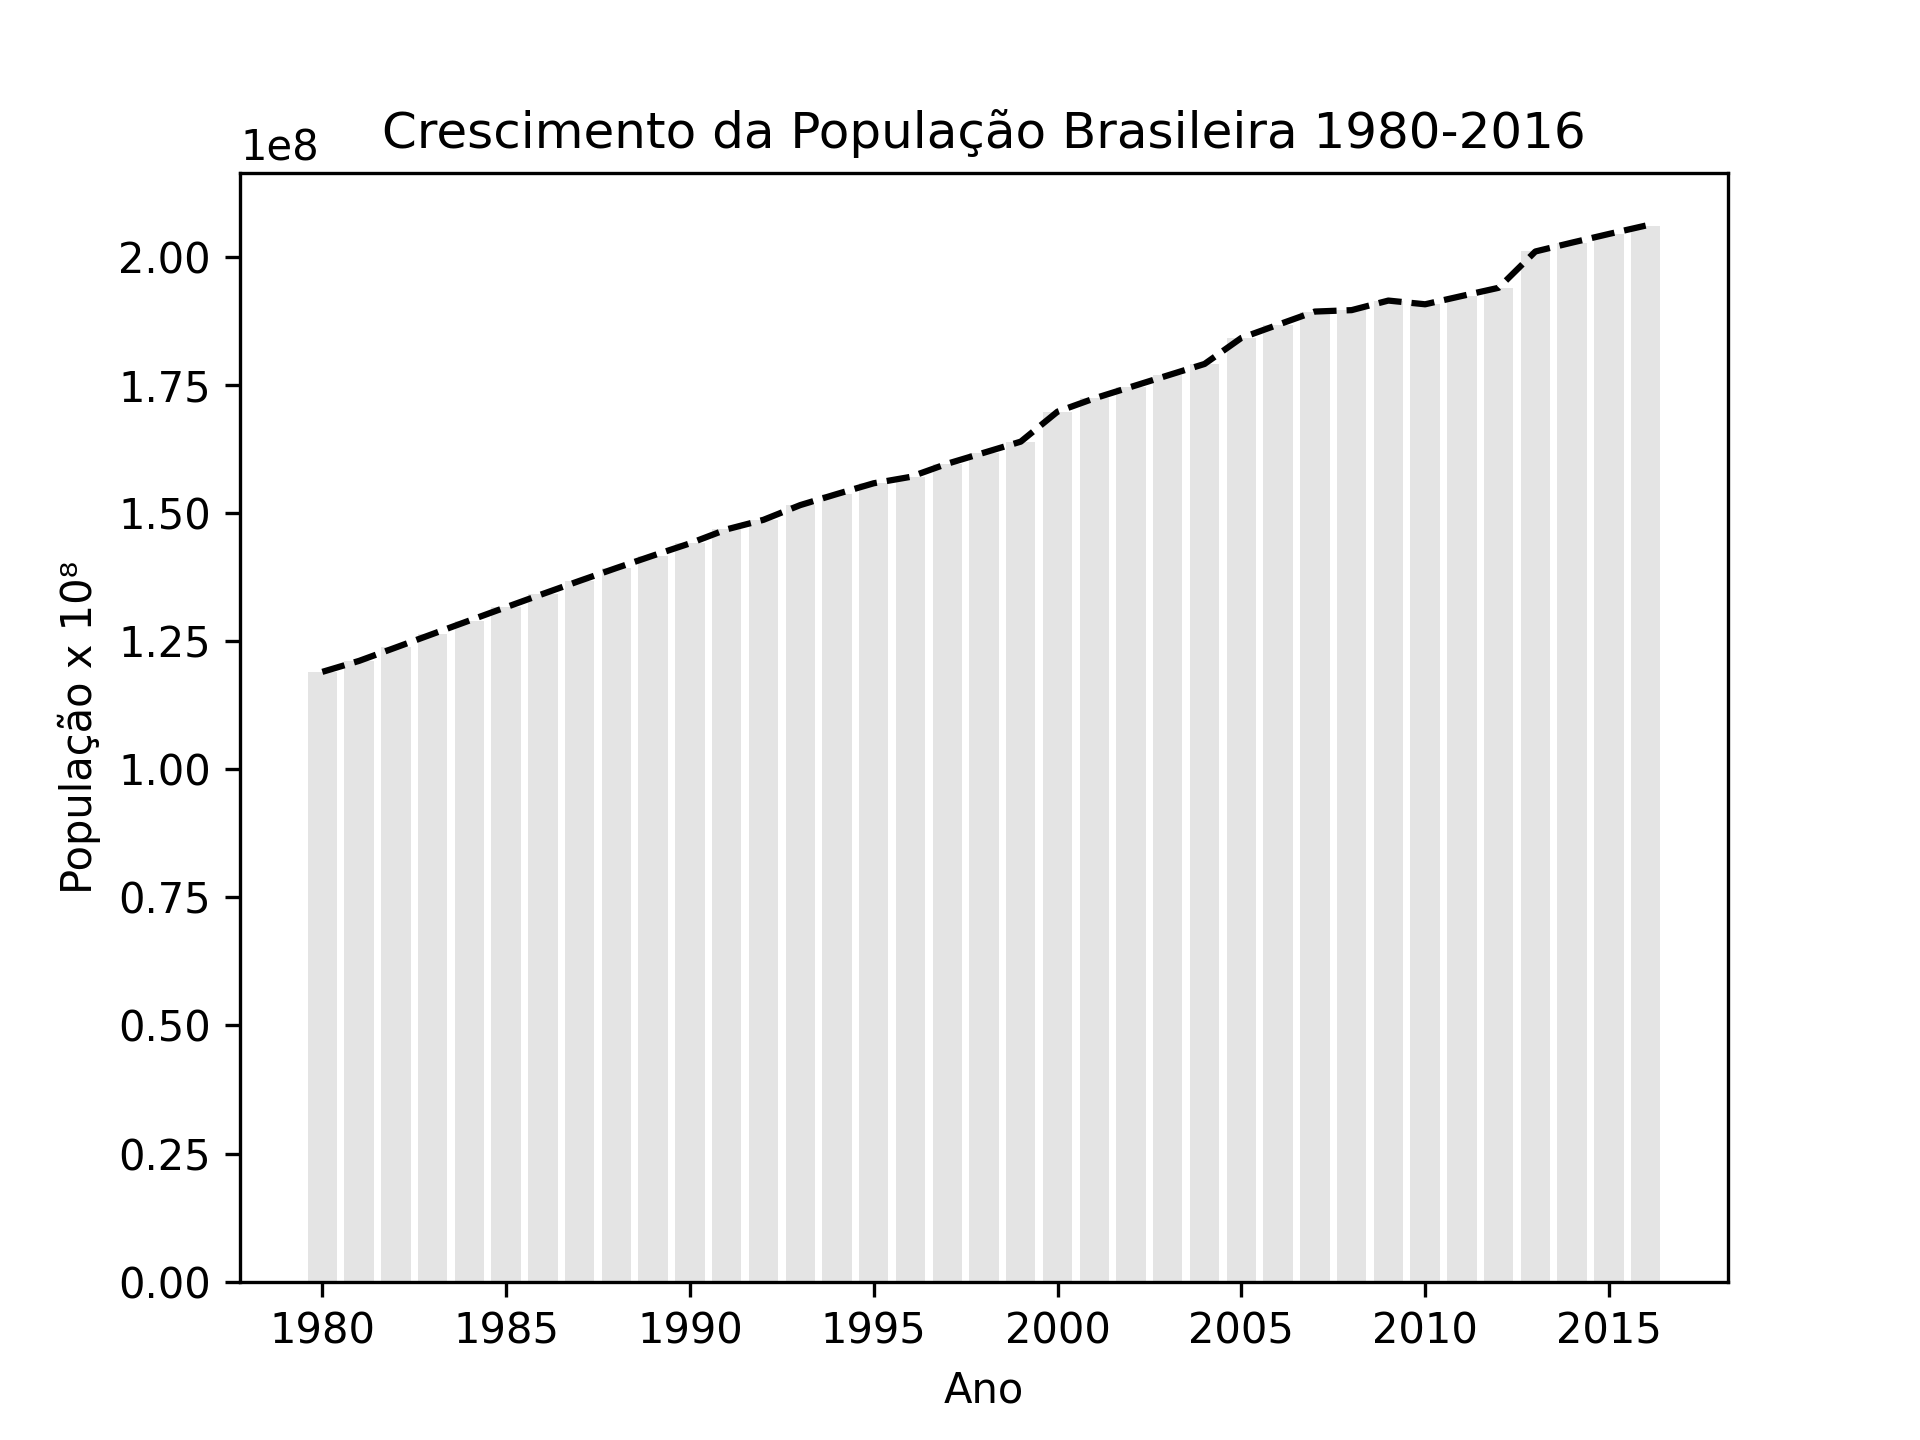 Crescimento da População Brasileira 1980-2016
1e8
2.00
1.75
1.50
1.25
1.00
0.75
0.50
0.25
0.00
População x 10⁸
1980 1985 1990 1995 2000 2005 2010 2015
Ano